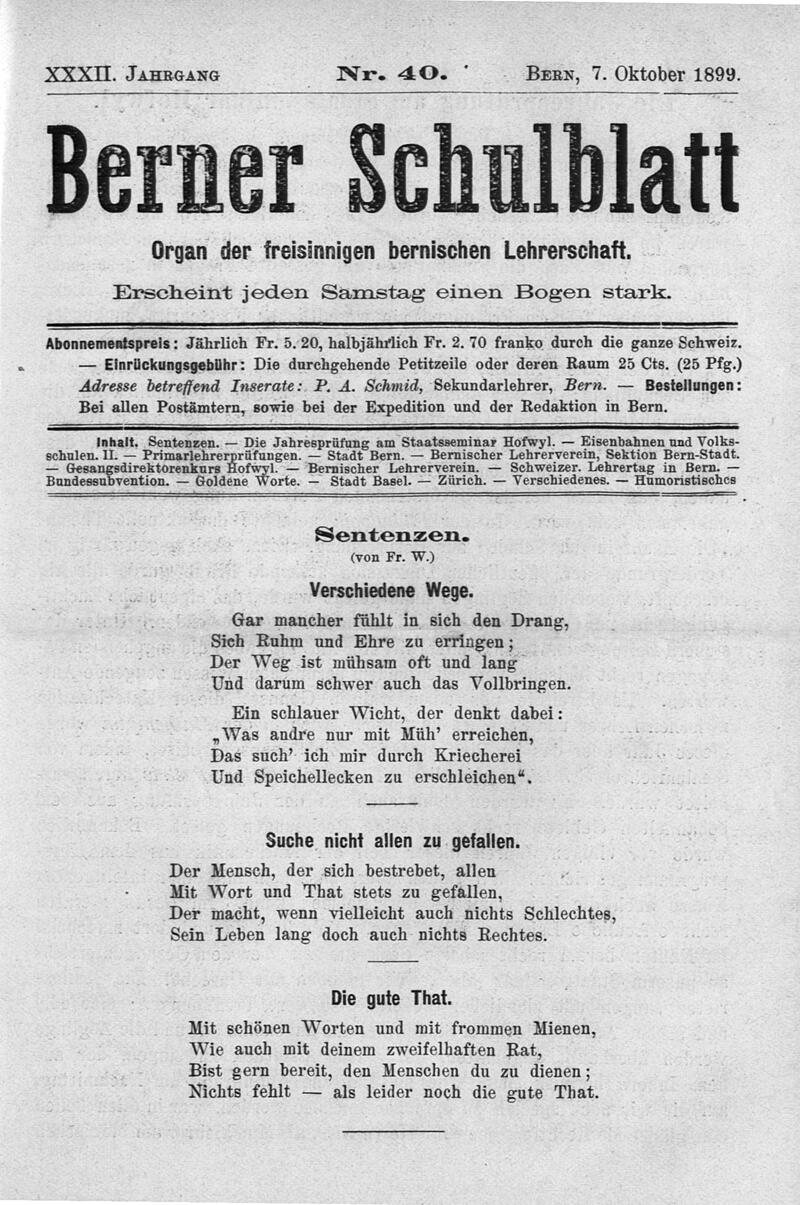 XXXII. Jahrgang Nr. 40. Bern, 7. Oktober 1899.
Berner Schulblatt
Organ der freisinnigen bernischen Lehrerschaft.
Erscheint jeden Samstag einen Bogen stark.
Abonnementspreis: Jährlich Fr. 5. 20, halbjährlich Fr. 2. 70 franko durch die ganze Schweiz.
— Einrückungsgebühr: Die durchgehende Petitzeile oder deren Raum 25 Cts. (25 Pfg.)
Adresse betreffend Inserate: P. A. Schmid, Sekundarlehrer, Bern. — Bestellungen:
Bei allen Postämtern, sowie bei der Expedition und der Redaktion in Bern.
Inhalt. Sentenzen. — Die Jahresprüfung am Staatsseminar Hofwyl. — Eisenbahnen und Volks-
schulen. II. — Primarlehrerprüfungen. — Stadt Bern. — Bernischer Lehrerverein, Sektion Bern-Stadt.
— Gesangsdirektorenkurs Hofwyl. — Bernischer Lehrerverein. — Schweizer. Lehrertag in Bern. —
Bundessubvention. — Goldene Worte. — Stadt Basel. — Zürich. — Verschiedenes. — Humoristisches
Sentenzen.
(von Fr. W.)
Verschiedene Wege.
Gar mancher fühlt in sich den Drang,
Sich Ruhm und Ehre zu erringen;
Der Weg ist mühsam oft und lang
Und darum schwer auch das Vollbringen.
Ein schlauer Wicht, der denkt dabei:
„Was andre nur mit Müh' erreichen,
Das such' ich mir durch Kriecherei
Und Speichellecken zu erschleichen“.
Suche nicht allen zu gefallen.
Der Mensch, der sich bestrebet, allen
Mit Wort und That stets zu gefallen,
Der macht, wenn vielleicht auch nichts Schlechtes,
Sein Leben lang doch auch nichts Rechtes.
Die gute That.
Mit schönen Worten und mit frommen Mienen,
Wie auch mit deinem zweifelhaften Rat,
Bist gern bereit, den Menschen du zu dienen;
Nichts fehlt — als leider noch die gute That.